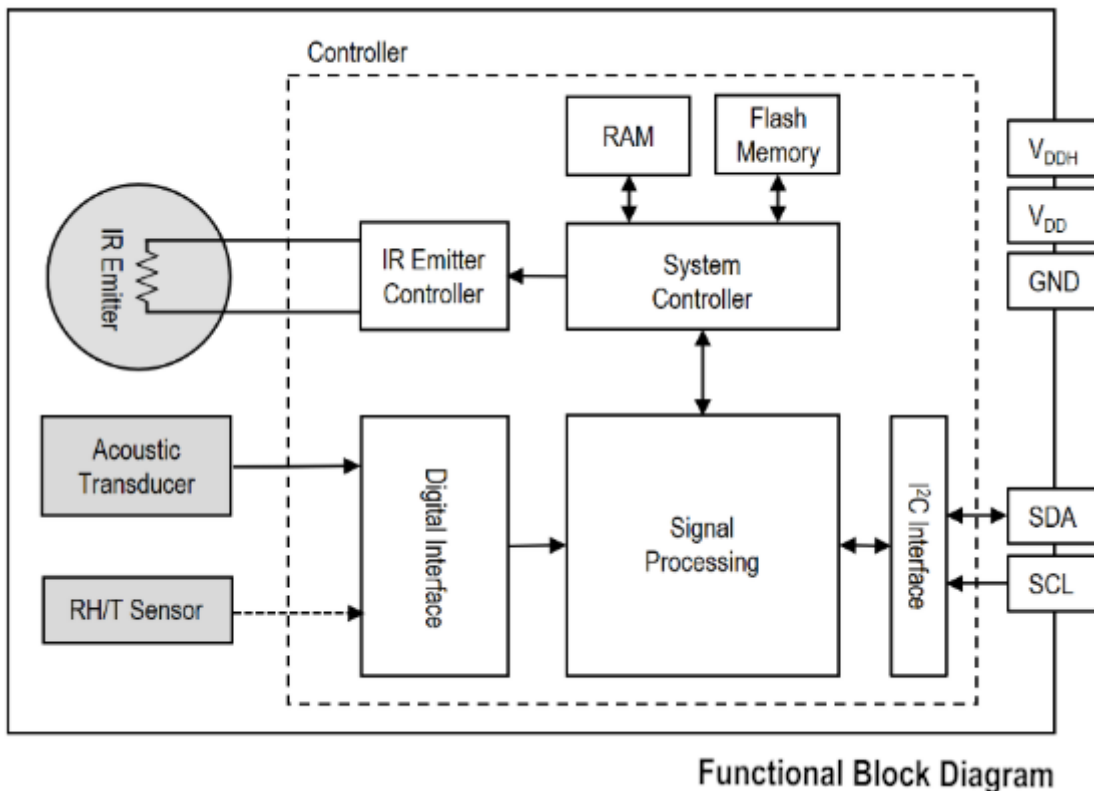 Controller
RAM
Flash
Memory
V_DDH
V_DD
GND
IR Emitter
IR Emitter
Controller
System
Controller
Acoustic
Transducer
Digital Interface
Signal
Processing
I²C Interface
SDA
SCL
RH/T Sensor
Functional Block Diagram